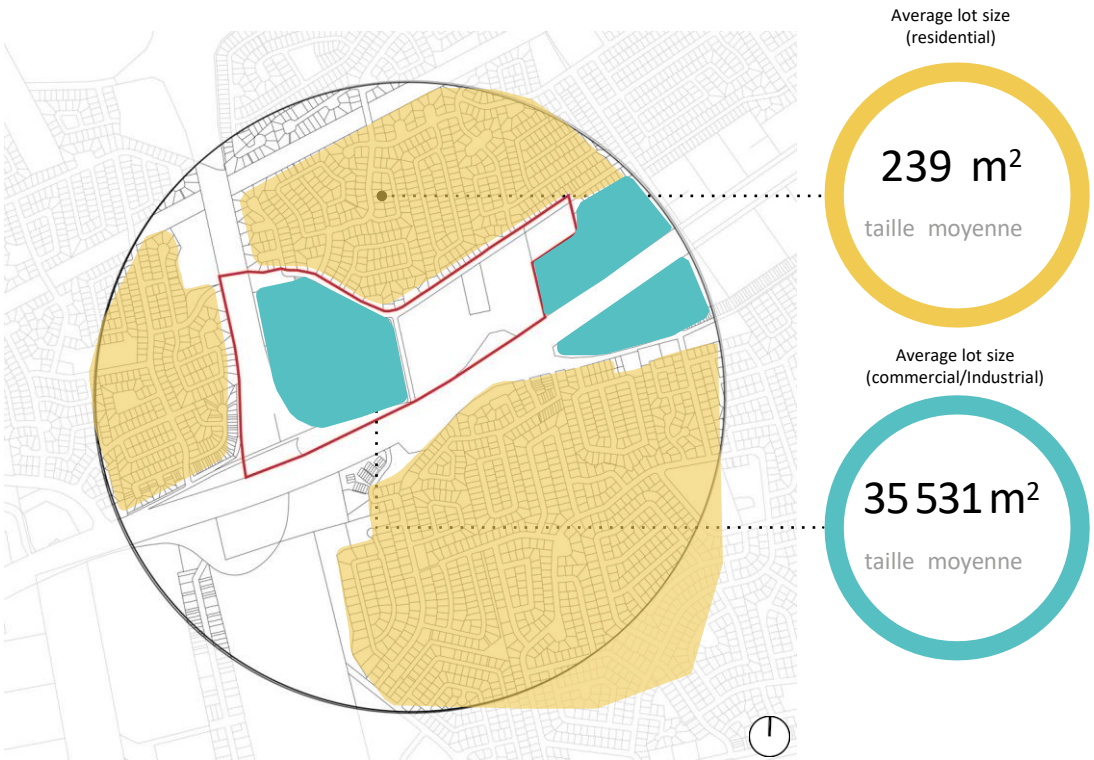 Average lot size
(residential)
239 m²
taille moyenne
Average lot size
(commercial/Industrial)
35 531 m²
taille moyenne